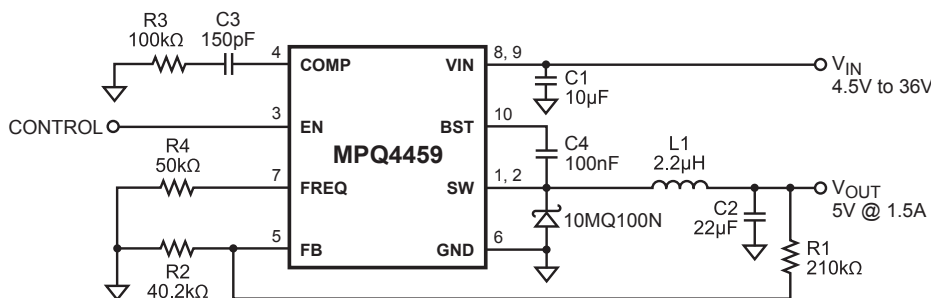 R3
100kΩ
C3
150pF
4
COMP
VIN
8, 9
C1
10µF
VIN
4.5V to 36V
CONTROL
3
EN
BST
10
C4
100nF
MPQ4459
R4
50kΩ
7
FREQ
SW
1, 2
L1
2.2µH
VOUT
5V @ 1.5A
10MQ100N
C2
22µF
5
FB
GND
6
R2
40.2kΩ
R1
210kΩ